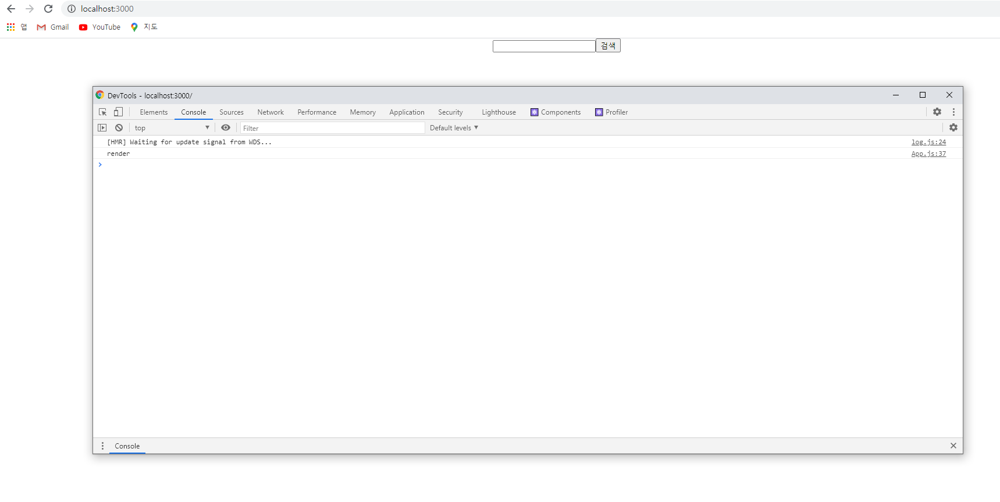 localhost:3000
앱 Gmail YouTube 지도
검색
DevTools - localhost:3000/
Elements Console Sources Network Performance Memory Application Security Lighthouse Components Profiler
top Filter Default levels
[HMR] Waiting for update signal from WDS... log.js:24
render App.js:37
Console